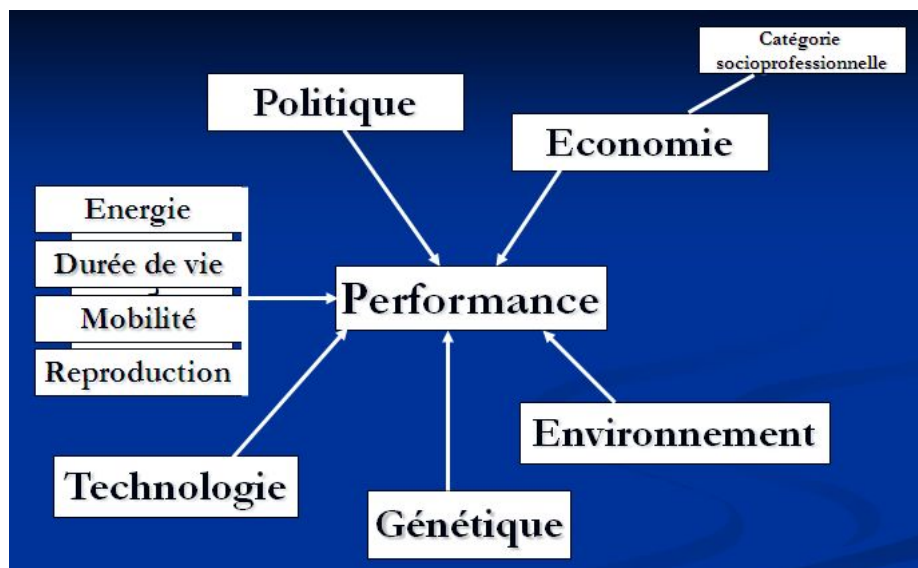 Catégorie
socioprofessionnelle
Politique
Economie
Energie
Durée de vie
Mobilité
Reproduction
Performance
Environnement
Technologie
Génétique